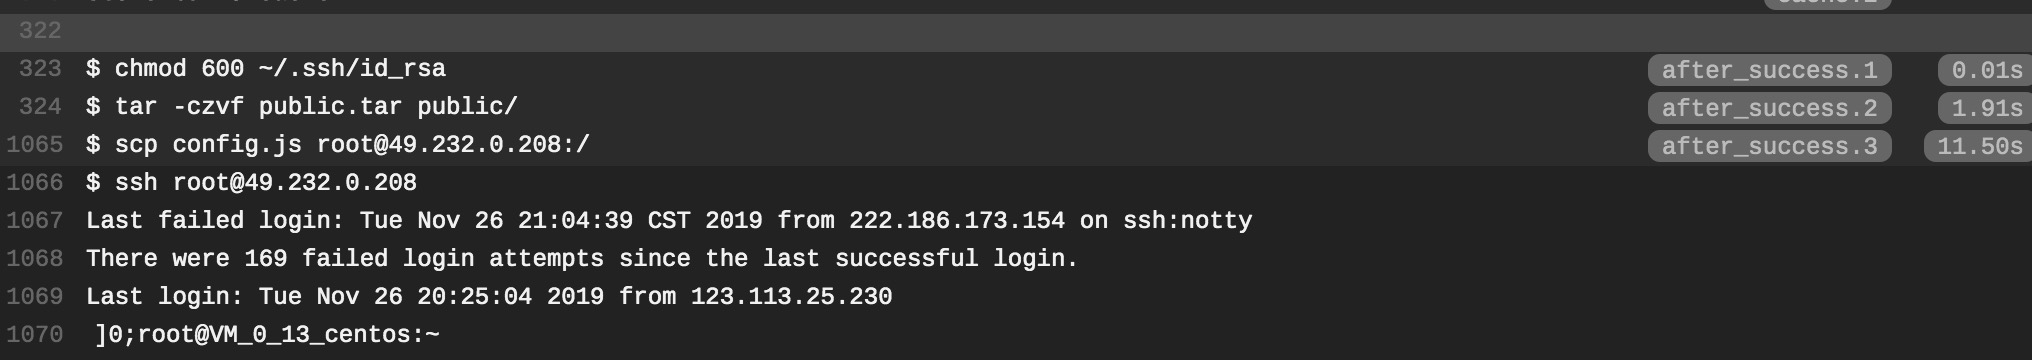 322
323 $ chmod 600 ~/.ssh/id_rsa after_success.1 0.01s
324 $ tar -czvf public.tar public/ after_success.2 1.91s
1065 $ scp config.js root@49.232.0.208:/ after_success.3 11.50s
1066 $ ssh root@49.232.0.208
1067 Last failed login: Tue Nov 26 21:04:39 CST 2019 from 222.186.173.154 on ssh:notty
1068 There were 169 failed login attempts since the last successful login.
1069 Last login: Tue Nov 26 20:25:04 2019 from 123.113.25.230
1070 ]0;root@VM_0_13_centos:~